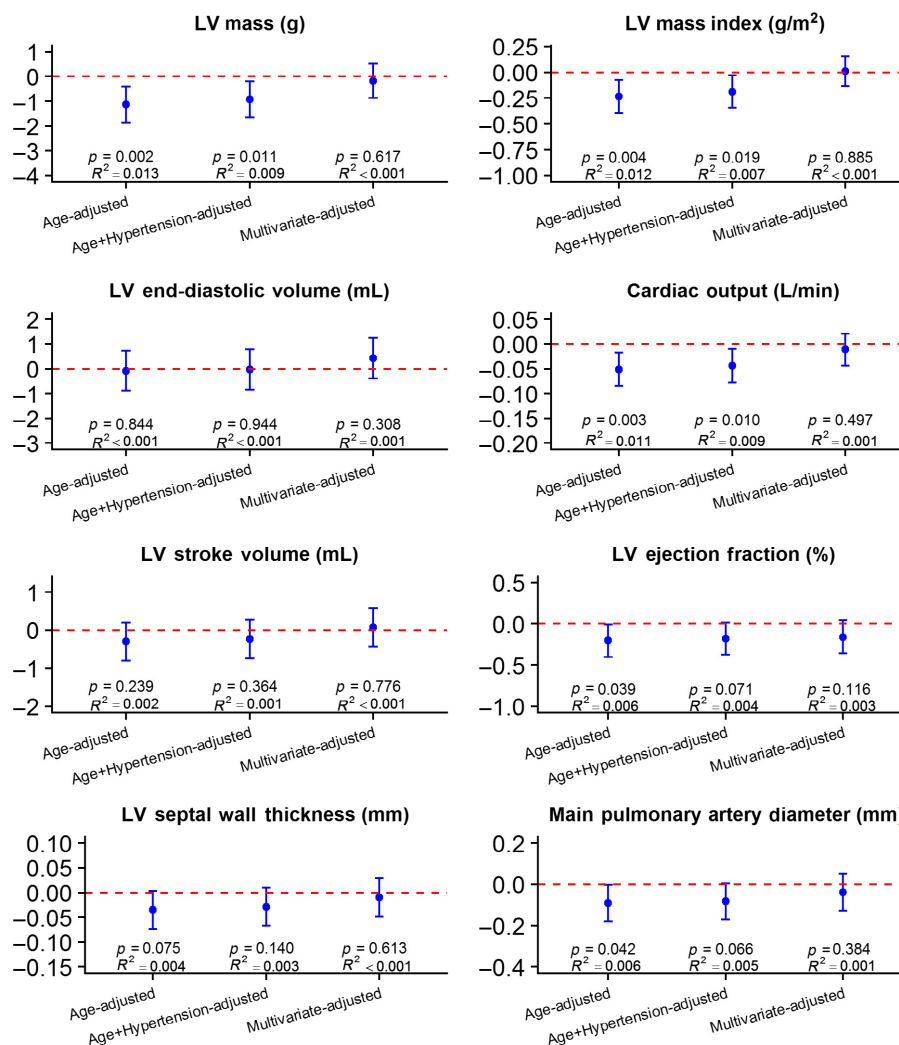 LV mass (g)
1
0
−1
−2
−3
−4
p = 0.002
R² = 0.013
p = 0.011
R² = 0.009
p = 0.617
R² < 0.001
Age-adjusted
Age+Hypertension-adjusted
Multivariate-adjusted
LV mass index (g/m²)
0.25
0.00
−0.25
−0.50
−0.75
−1.00
p = 0.004
R² = 0.012
p = 0.019
R² = 0.007
p = 0.885
R² < 0.001
Age-adjusted
Age+Hypertension-adjusted
Multivariate-adjusted
LV end-diastolic volume (mL)
2
1
0
−1
−2
−3
p = 0.844
R² < 0.001
p = 0.944
R² < 0.001
p = 0.308
R² = 0.001
Age-adjusted
Age+Hypertension-adjusted
Multivariate-adjusted
Cardiac output (L/min)
0.05
0.00
−0.05
−0.10
−0.15
−0.20
p = 0.003
R² = 0.011
p = 0.010
R² = 0.009
p = 0.497
R² = 0.001
Age-adjusted
Age+Hypertension-adjusted
Multivariate-adjusted
LV stroke volume (mL)
1
0
−1
−2
p = 0.239
R² = 0.002
p = 0.364
R² = 0.001
p = 0.776
R² < 0.001
Age-adjusted
Age+Hypertension-adjusted
Multivariate-adjusted
LV ejection fraction (%)
0.5
0.0
−0.5
−1.0
p = 0.039
R² = 0.006
p = 0.071
R² = 0.004
p = 0.116
R² = 0.003
Age-adjusted
Age+Hypertension-adjusted
Multivariate-adjusted
LV septal wall thickness (mm)
0.10
0.05
0.00
−0.05
−0.10
−0.15
p = 0.075
R² = 0.004
p = 0.140
R² = 0.003
p = 0.613
R² < 0.001
Age-adjusted
Age+Hypertension-adjusted
Multivariate-adjusted
Main pulmonary artery diameter (mm)
0.2
0.0
−0.2
−0.4
p = 0.042
R² = 0.006
p = 0.066
R² = 0.005
p = 0.384
R² = 0.001
Age-adjusted
Age+Hypertension-adjusted
Multivariate-adjusted